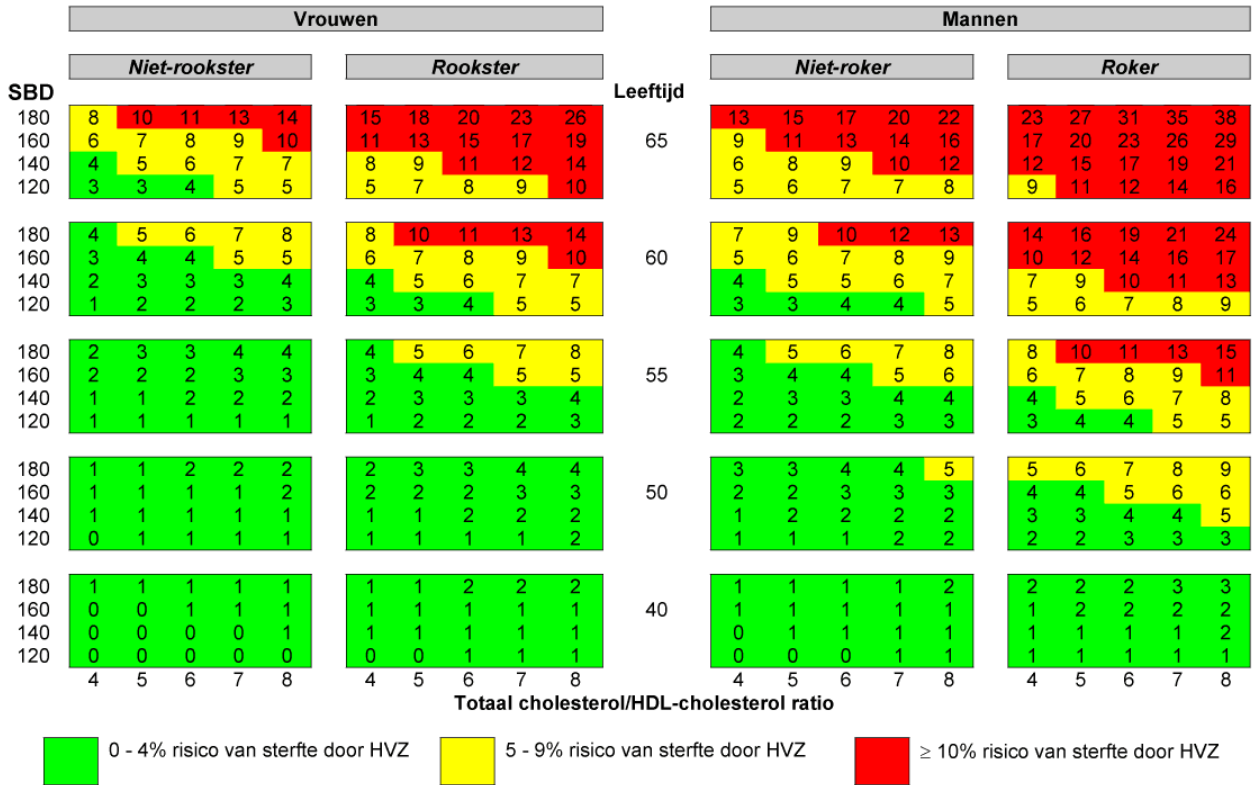 Vrouwen Mannen
Niet-rookster Rookster Niet-roker Roker
SBD Leeftijd
180 8 10 11 13 14 15 18 20 23 26 13 15 17 20 22 23 27 31 35 38
160 6 7 8 9 10 11 13 15 17 19 65 9 11 13 14 16 17 20 23 26 29
140 4 5 6 7 7 8 9 11 12 14 6 8 9 10 12 12 15 17 19 21
120 3 3 4 5 5 5 7 8 9 10 5 6 7 7 8 9 11 12 14 16
180 4 5 6 7 8 8 10 11 13 14 7 9 10 12 13 14 16 19 21 24
160 3 4 4 5 5 6 7 8 9 10 60 5 6 7 8 9 10 12 14 16 17
140 2 3 3 3 4 4 5 6 7 7 4 5 5 6 7 7 9 10 11 13
120 1 2 2 2 3 3 3 4 5 5 3 3 4 4 5 5 6 7 8 9
180 2 3 3 4 4 4 5 6 7 8 4 5 6 7 8 8 10 11 13 15
160 2 2 2 3 3 3 4 4 5 5 55 3 4 4 5 6 6 7 8 9 11
140 1 1 2 2 2 2 3 3 3 4 2 3 3 4 4 4 5 6 7 8
120 1 1 1 1 1 1 2 2 2 3 2 2 2 3 3 3 4 4 5 5
180 1 1 2 2 2 2 3 3 4 4 3 3 4 4 5 5 6 7 8 9
160 1 1 1 1 2 2 2 2 3 3 50 2 2 3 3 3 4 4 5 6 6
140 1 1 1 1 1 1 1 2 2 2 1 2 2 2 2 3 3 4 4 5
120 0 1 1 1 1 1 1 1 1 2 1 1 1 2 2 2 2 3 3 3
180 1 1 1 1 1 1 1 2 2 2 1 1 1 1 2 2 2 2 3 3
160 0 0 1 1 1 1 1 1 1 1 40 1 1 1 1 1 1 2 2 2 2
140 0 0 0 0 1 1 1 1 1 1 0 1 1 1 1 1 1 1 1 2
120 0 0 0 0 0 0 0 1 1 1 0 0 0 1 1 1 1 1 1 1
4 5 6 7 8 4 5 6 7 8 4 5 6 7 8 4 5 6 7 8
Totaal cholesterol/HDL-cholesterol ratio
0 - 4% risico van sterfte door HVZ 5 - 9% risico van sterfte door HVZ ≥ 10% risico van sterfte door HVZ